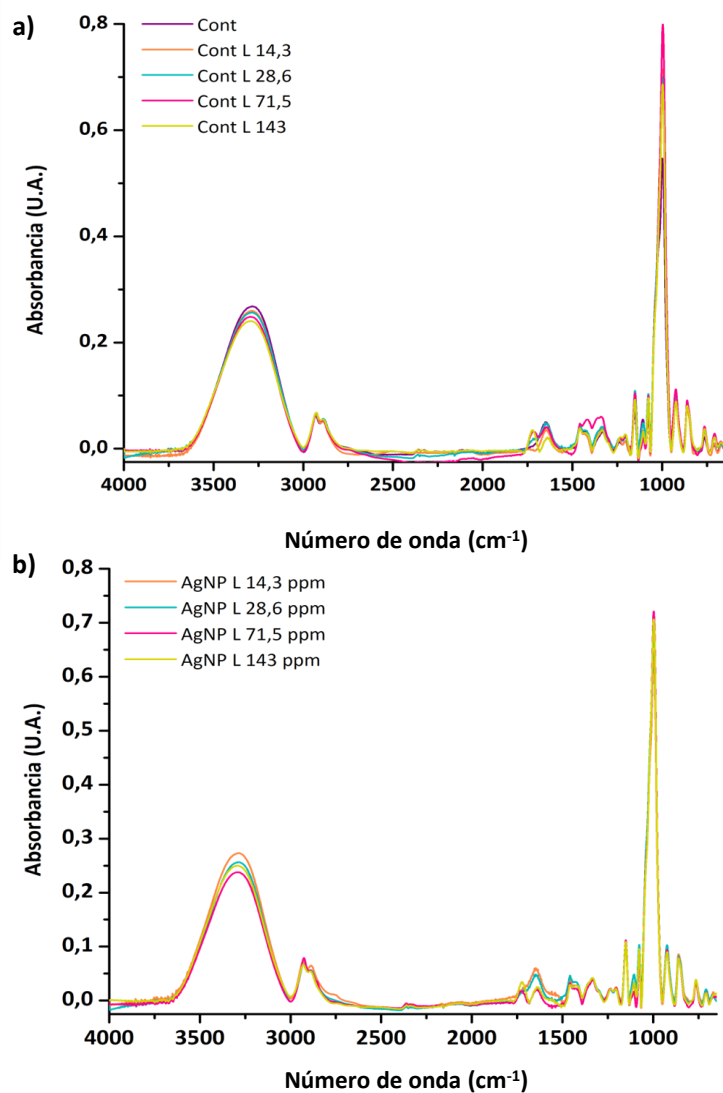 a)
0,8
Cont
Cont L 14,3
Cont L 28,6
Cont L 71,5
Cont L 143
0,6
0,4
0,2
0,0
Absorbancia (U.A.)
4000 3500 3000 2500 2000 1500 1000
Número de onda (cm⁻¹)
b)
0,8
AgNP L 14,3 ppm
AgNP L 28,6 ppm
AgNP L 71,5 ppm
AgNP L 143 ppm
0,7
0,6
0,5
0,4
0,3
0,2
0,1
0,0
Absorbancia (U.A.)
4000 3500 3000 2500 2000 1500 1000
Número de onda (cm⁻¹)